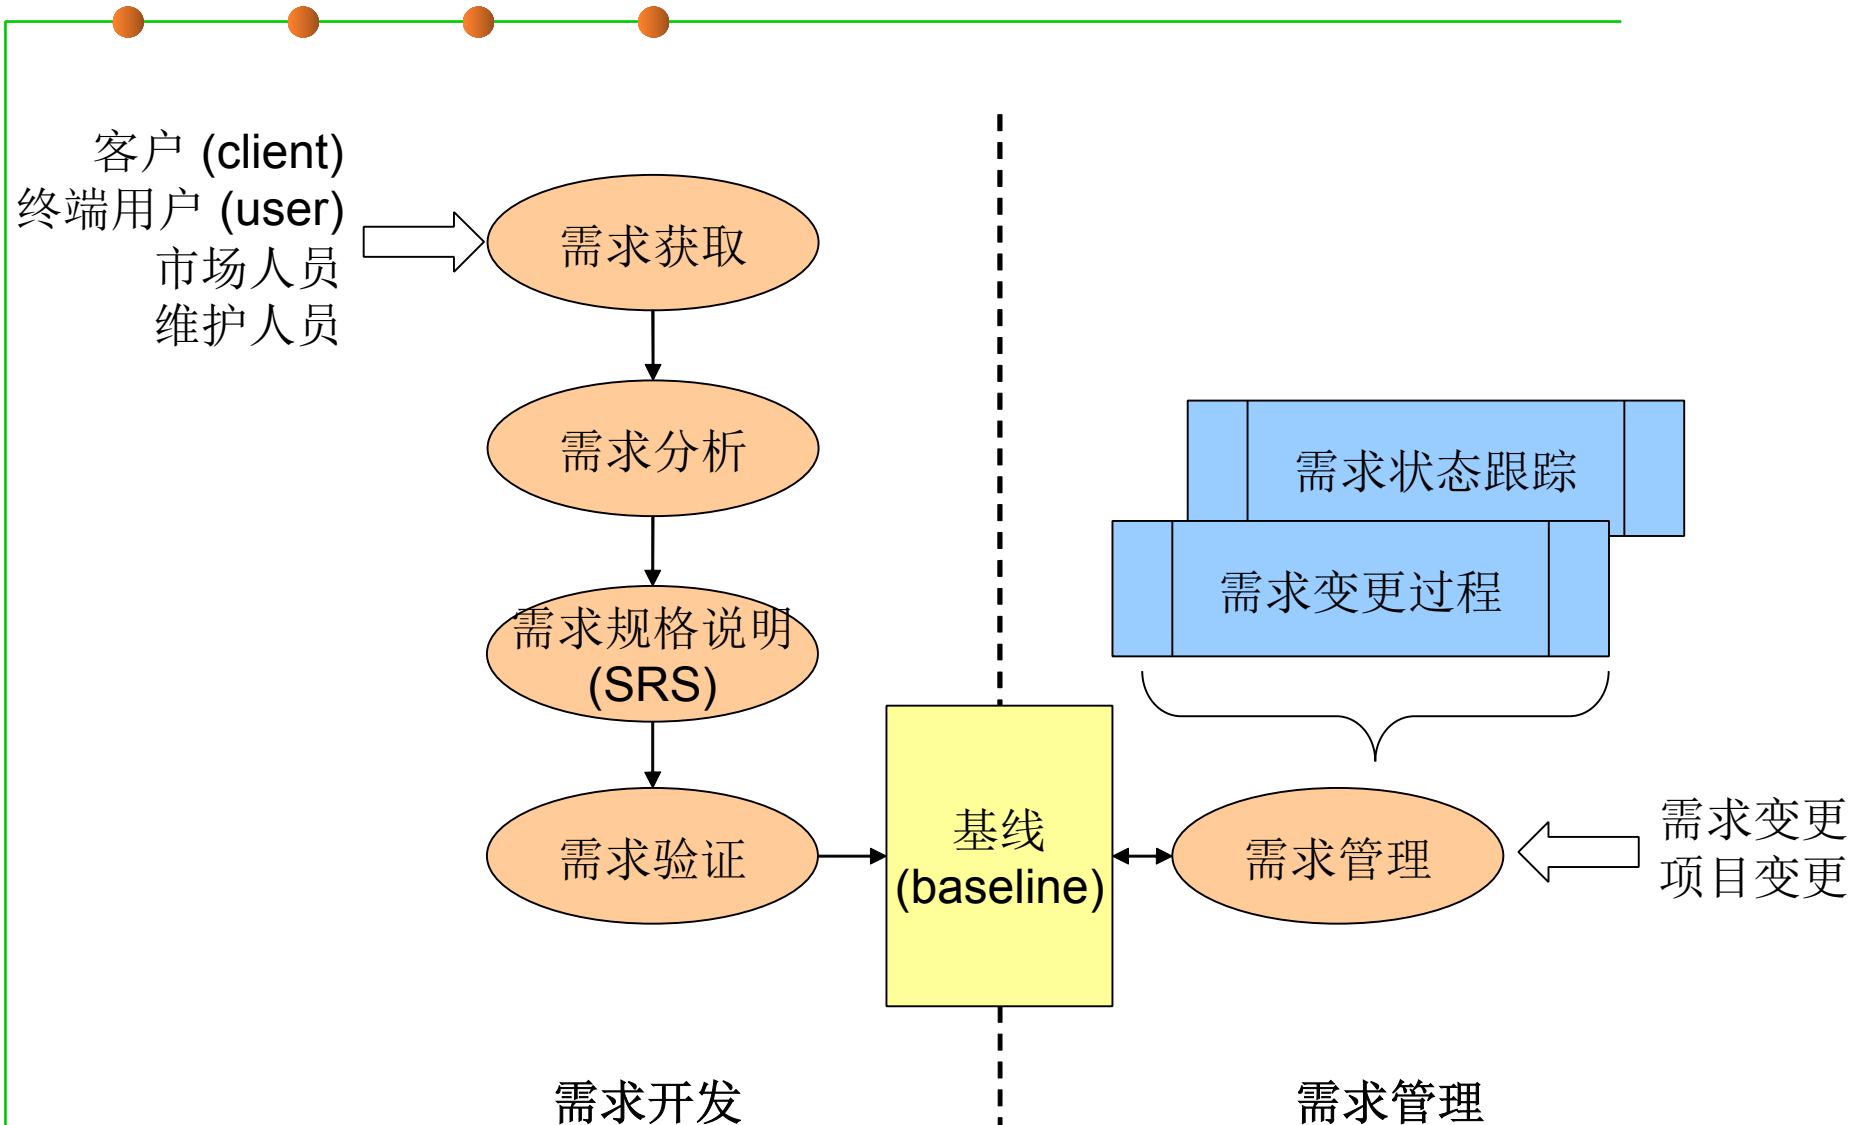 客户 (client)
终端用户 (user)
市场人员
维护人员
需求获取
需求分析
需求规格说明
(SRS)
需求验证
基线
(baseline)
需求状态跟踪
需求变更过程
需求管理
需求变更
项目变更
需求开发
需求管理